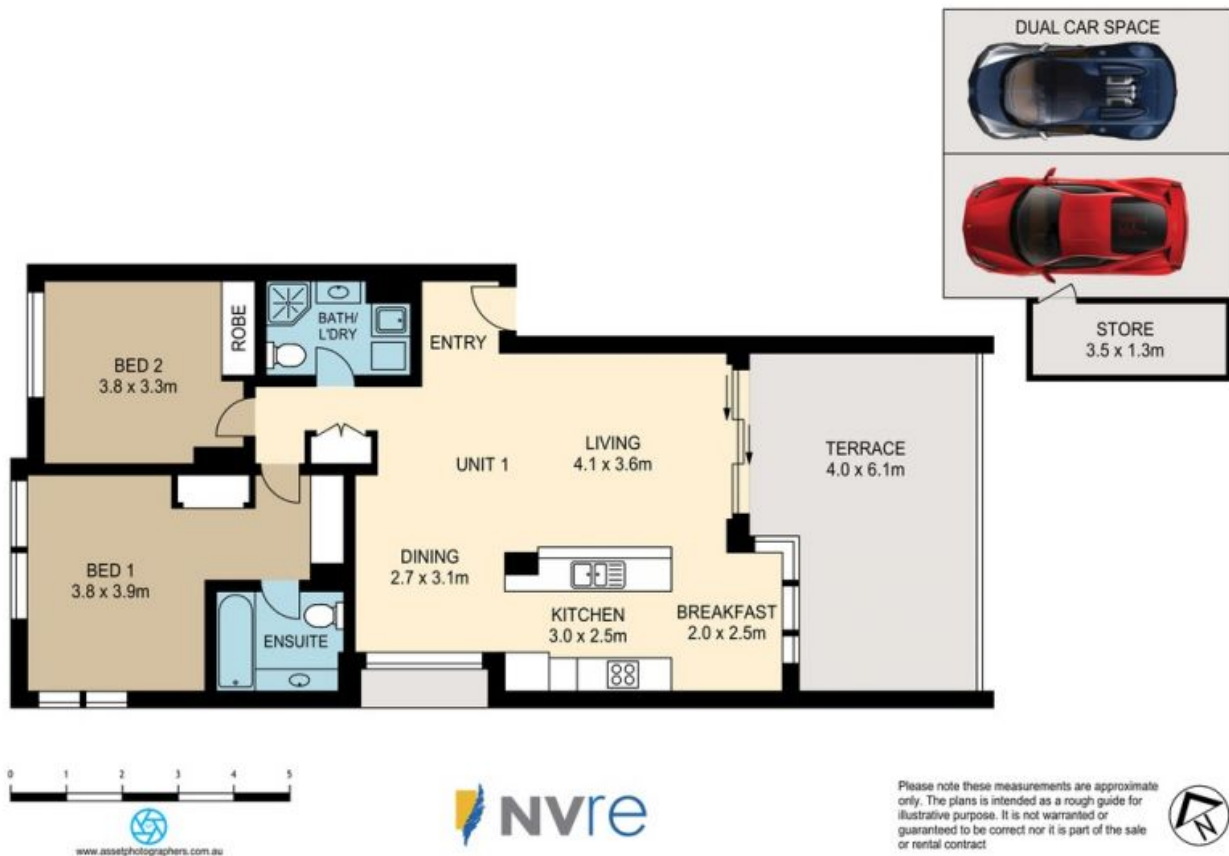 DUAL CAR SPACE
STORE
3.5 x 1.3m
BED 2
3.8 x 3.3m
ROBE
BATH/
L'DRY
ENTRY
UNIT 1
LIVING
4.1 x 3.6m
TERRACE
4.0 x 6.1m
BED 1
3.8 x 3.9m
ENSUITE
DINING
2.7 x 3.1m
KITCHEN
3.0 x 2.5m
BREAKFAST
2.0 x 2.5m
0 1 2 3 4 5
www.assetphotographers.com.au
NVre
Please note these measurements are approximate
only. The plans is intended as a rough guide for
illustrative purpose. It is not warranted or
guaranteed to be correct nor it is part of the sale
or rental contract
N